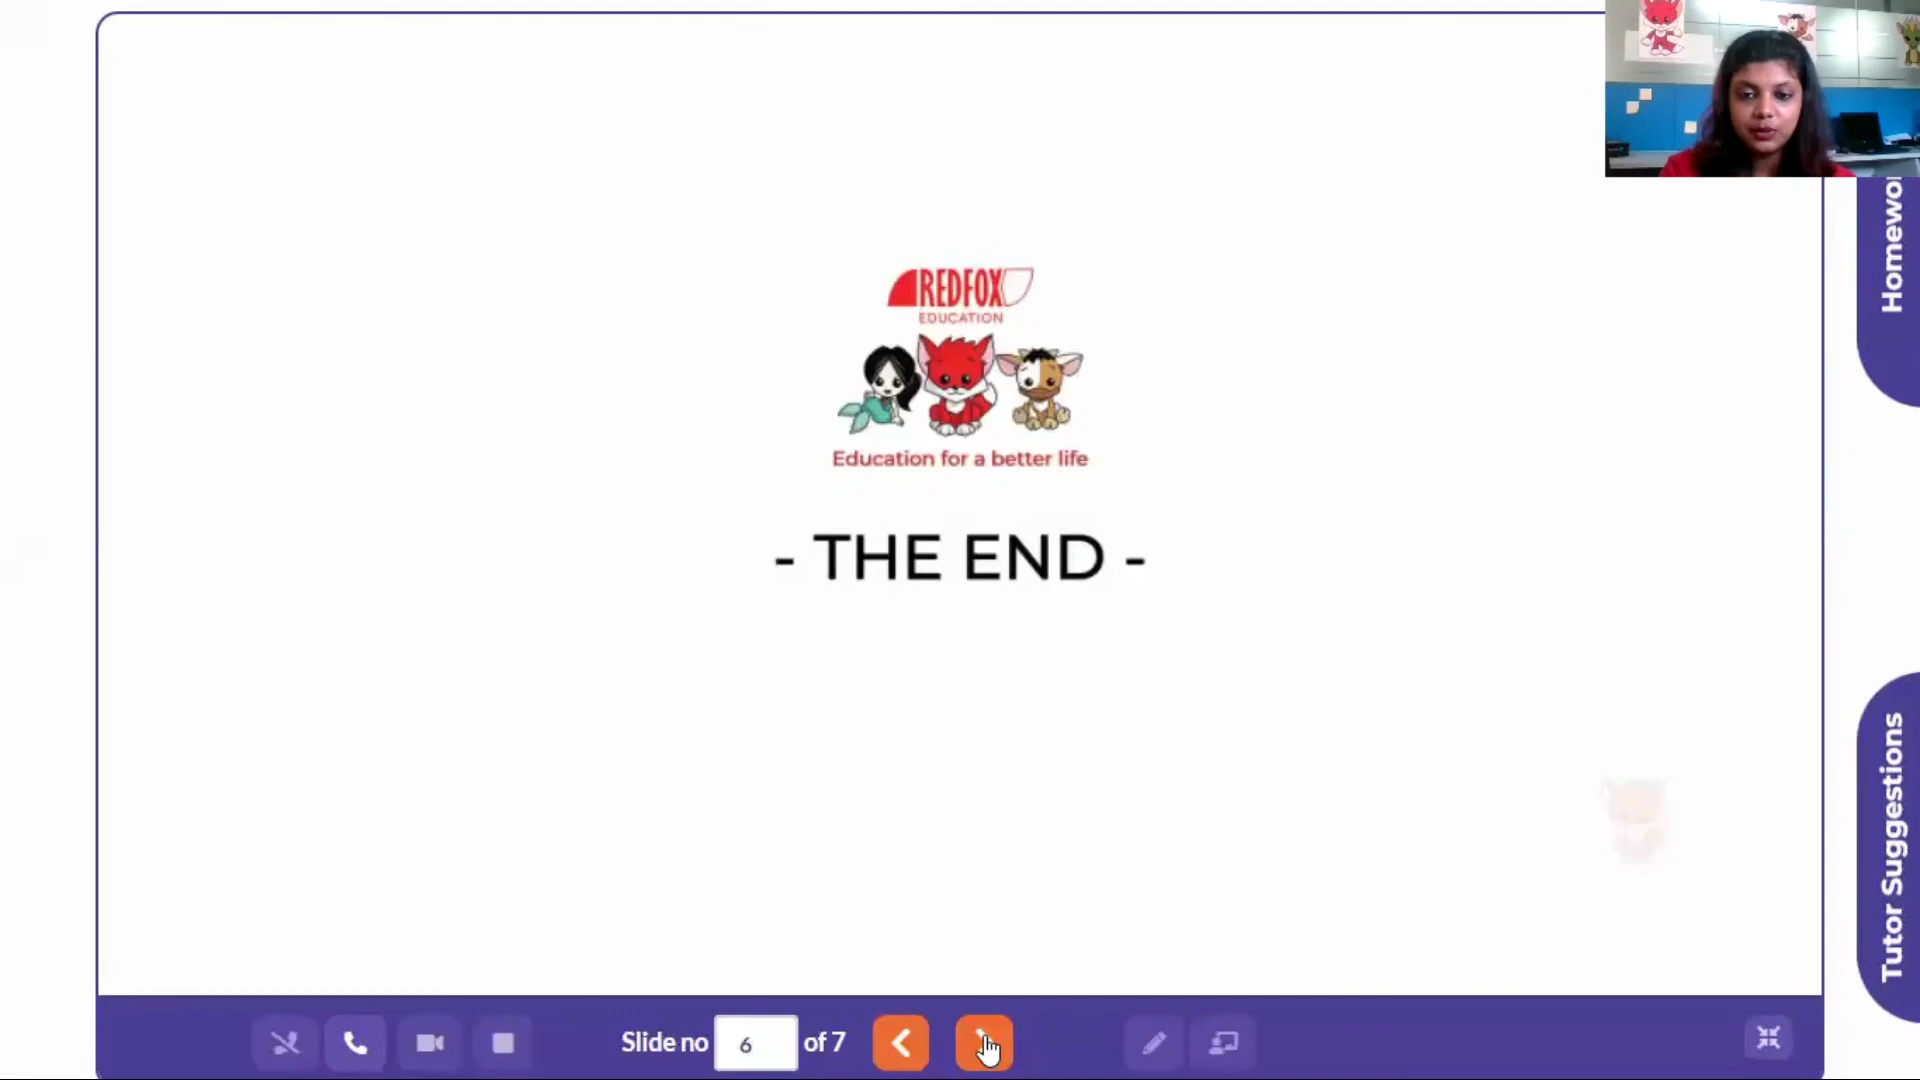 REDFOX
EDUCATION
Education for a better life
- THE END -
Homewo
Tutor Suggestions
Slide no 6 of 7